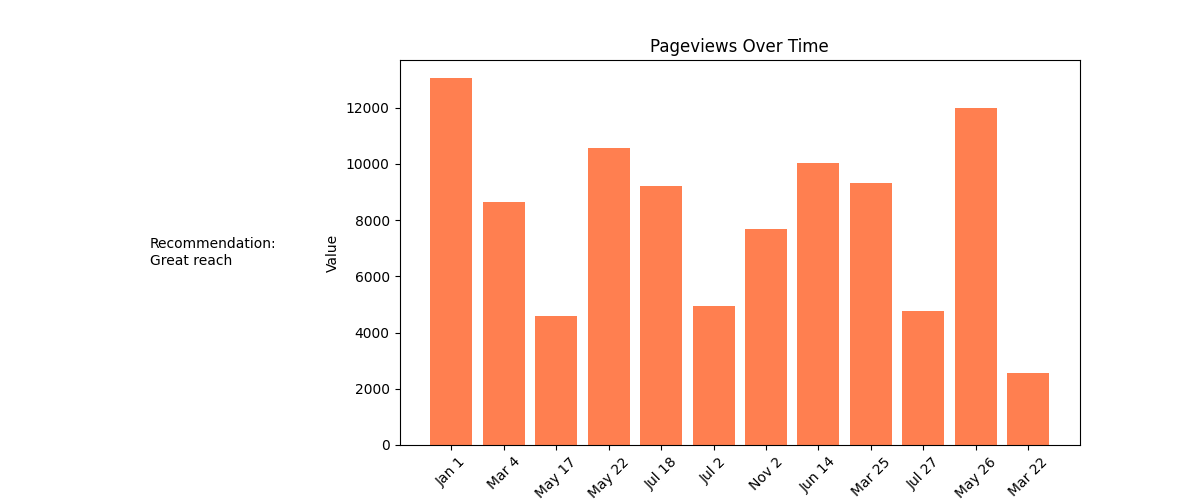 Pageviews Over Time
12000
10000
8000
6000
4000
2000
0
Value
Recommendation:
Great reach
Jan 1
Mar 4
May 17
May 22
Jul 18
Jul 2
Nov 2
Jun 14
Mar 25
Jul 27
May 26
Mar 22